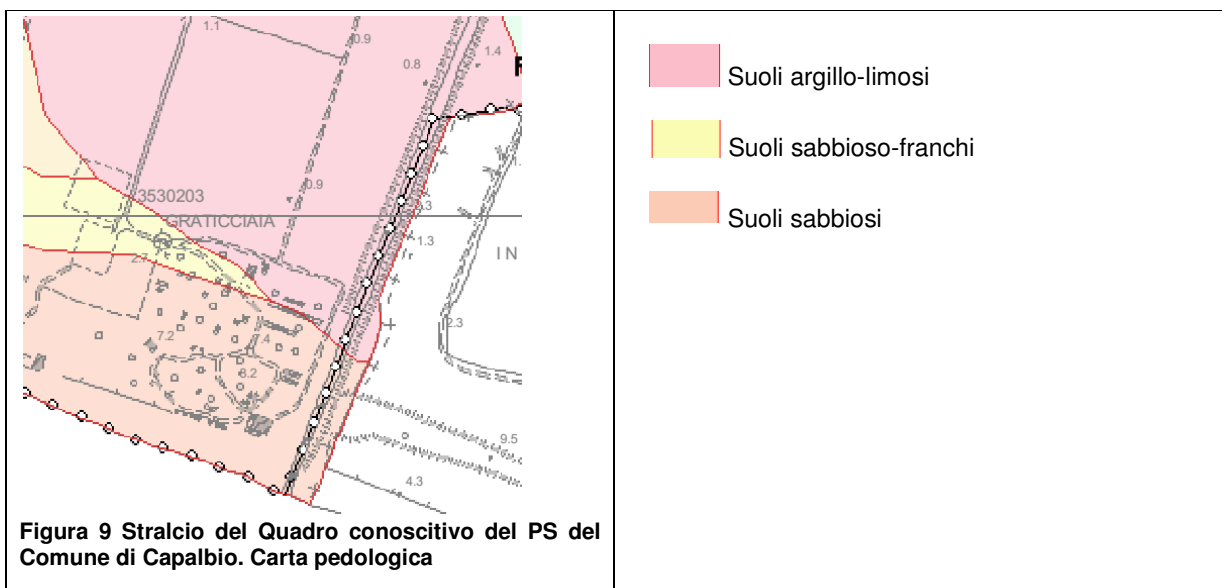 1.1
0.9
0.8
1.4
3530203
0.9
GRATICCIAIA
1.3
I N
2.3
7.2
8.2
9.5
4.3
Figura 9 Stralcio del Quadro conoscitivo del PS del
Comune di Capalbio. Carta pedologica
Suoli argillo-limosi
Suoli sabbioso-franchi
Suoli sabbiosi